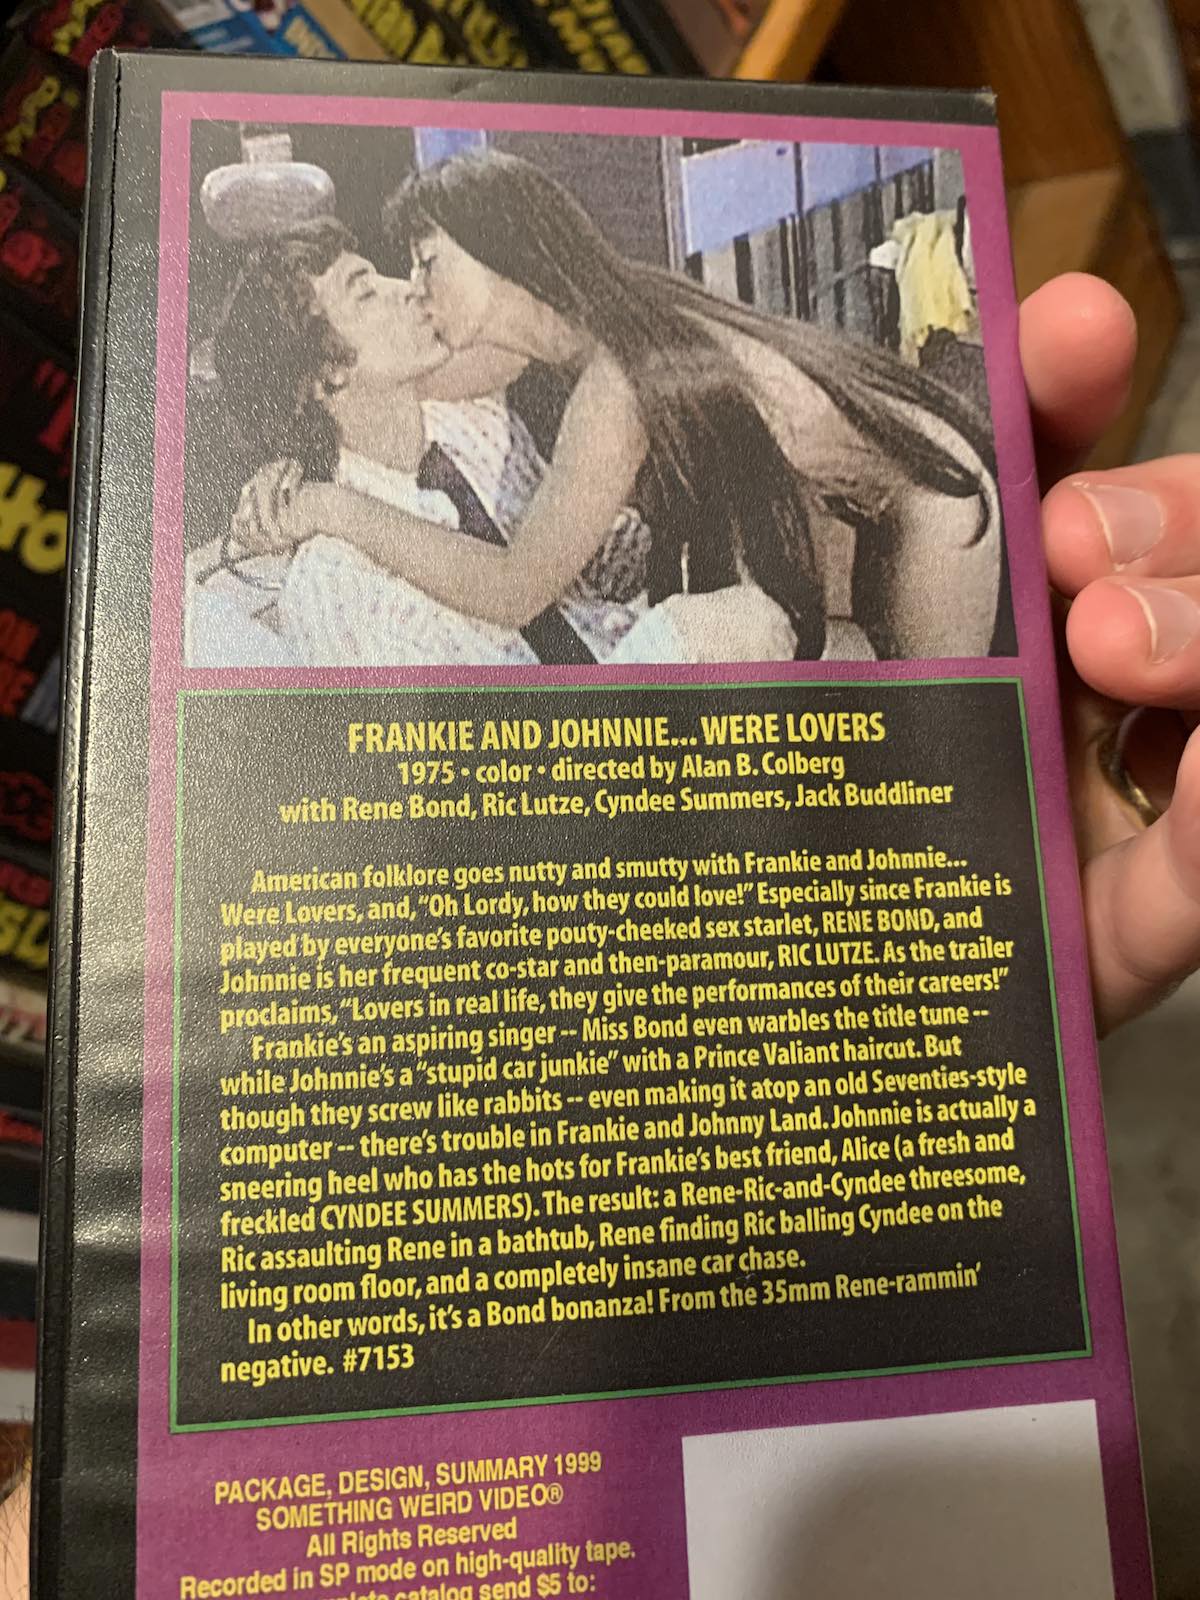 FRANKIE AND JOHNNIE... WERE LOVERS
1975 • color • directed by Alan B. Colberg
with Rene Bond, Ric Lutze, Cyndee Summers, Jack Buddliner
American folklore goes nutty and smutty with Frankie and Johnnie...
Were Lovers, and, "Oh Lordy, how they could love!" Especially since Frankie is
played by everyone's favorite pouty-cheeked sex starlet, RENE BOND, and
Johnnie is her frequent co-star and then-paramour, RIC LUTZE. As the trailer
proclaims, "Lovers in real life, they give the performances of their careers!"
Frankie's an aspiring singer -- Miss Bond even warbles the title tune --
while Johnnie's a "stupid car junkie" with a Prince Valiant haircut. But
though they screw like rabbits -- even making it atop an old Seventies-style
computer -- there's trouble in Frankie and Johnny Land. Johnnie is actually a
sneering heel who has the hots for Frankie's best friend, Alice (a fresh and
freckled CYNDEE SUMMERS). The result: a Rene-Ric-and-Cyndee threesome,
Ric assaulting Rene in a bathtub, Rene finding Ric balling Cyndee on the
living room floor, and a completely insane car chase.
In other words, it's a Bond bonanza! From the 35mm Rene-rammin'
negative. #7153
PACKAGE, DESIGN, SUMMARY 1999
SOMETHING WEIRD VIDEO®
All Rights Reserved
Recorded in SP mode on high-quality tape.
catalog send $5 to: